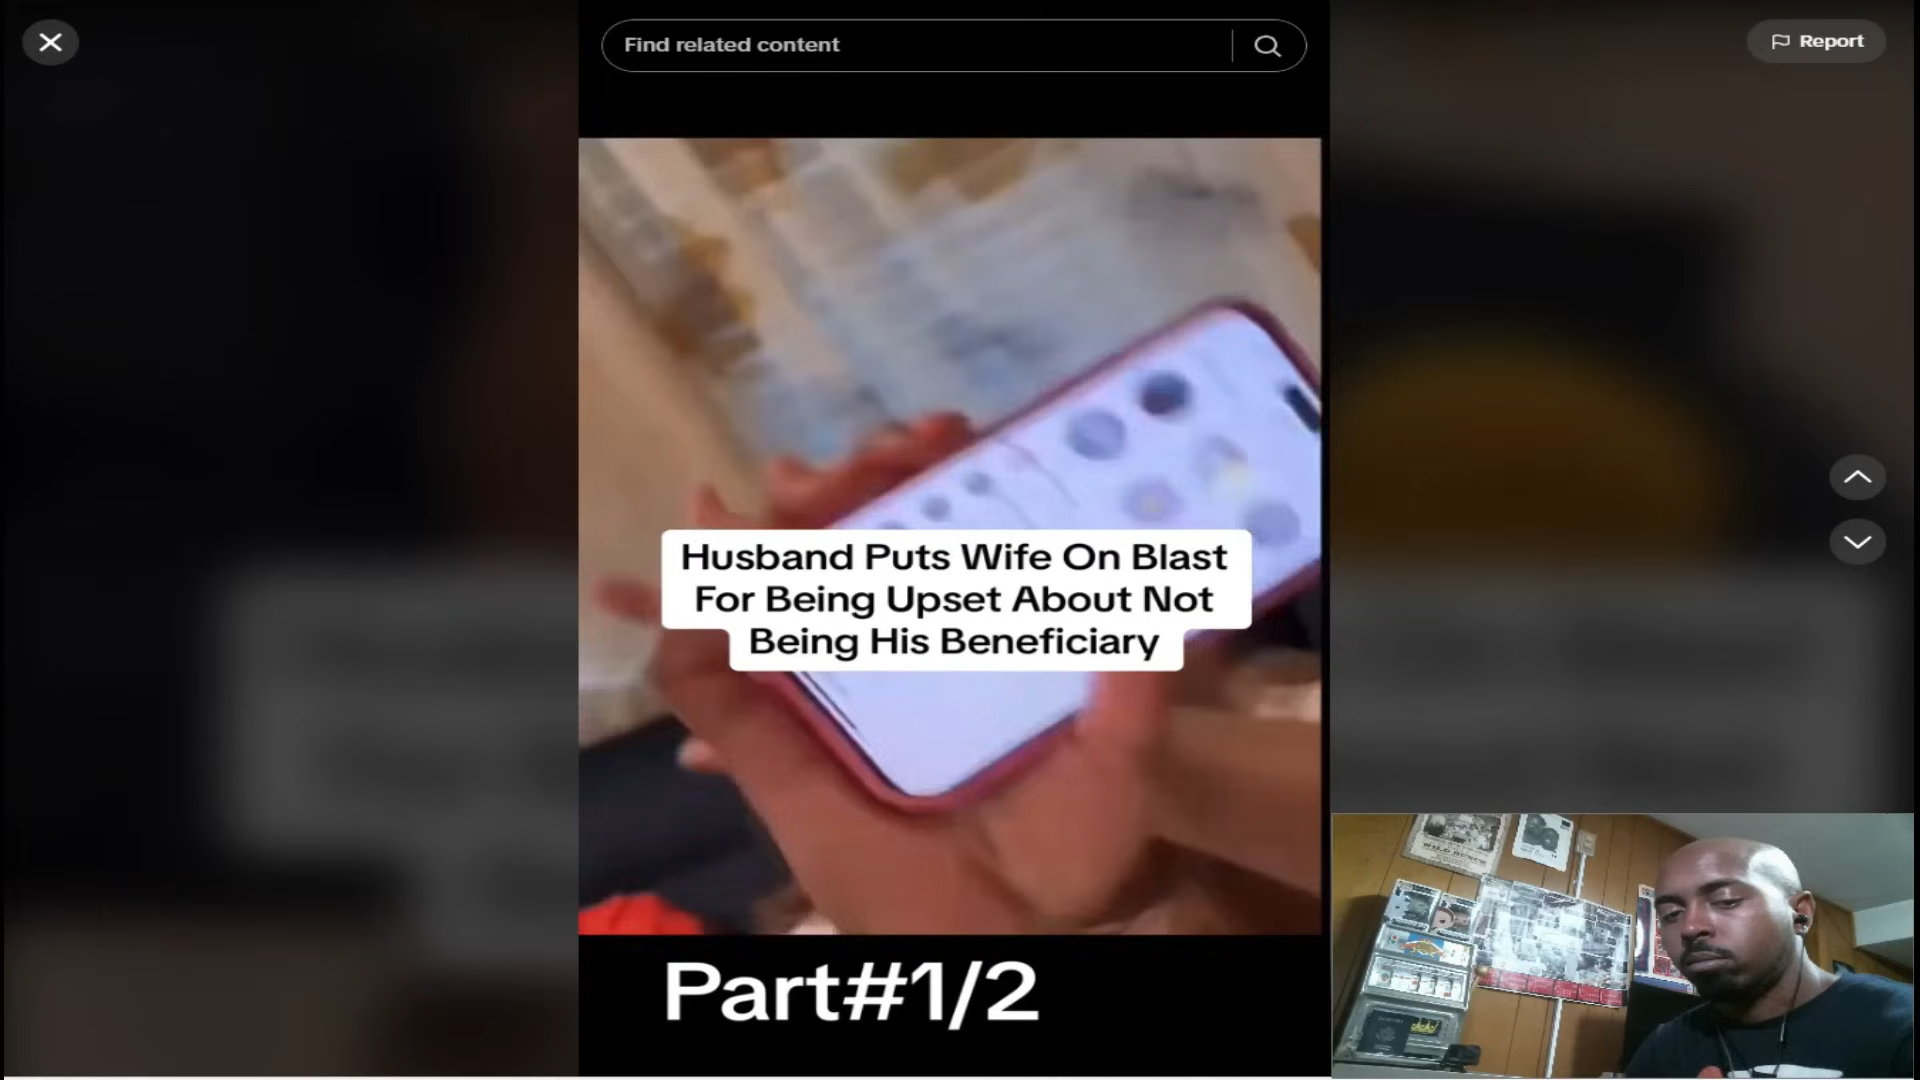 Find related content
Report
Husband Puts Wife On Blast
For Being Upset About Not
Being His Beneficiary
Part#1/2